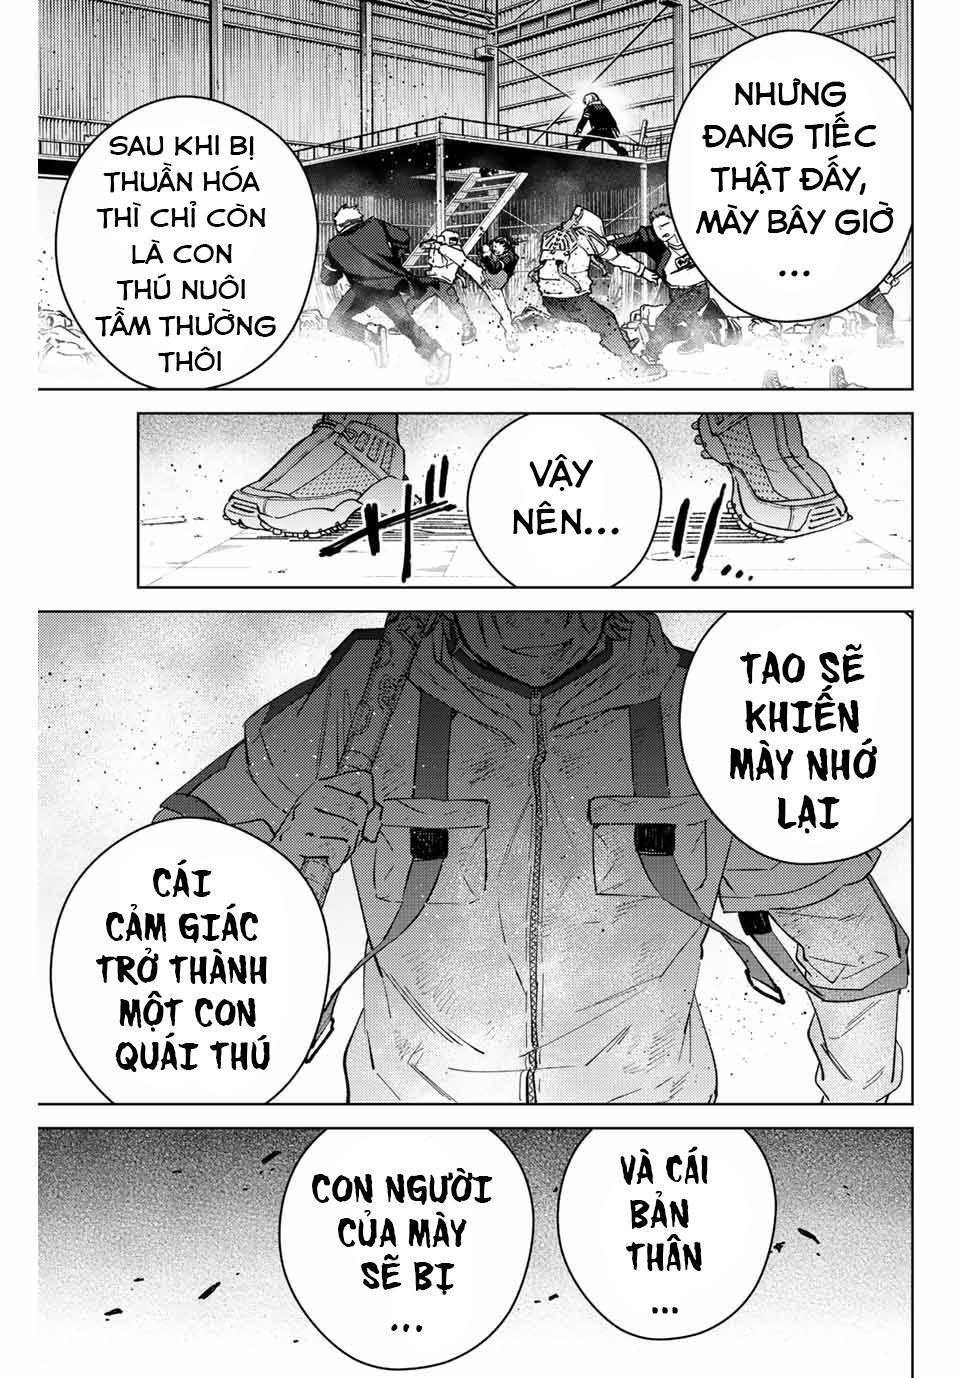 NHƯNG
ĐANG TIẾC
THẬT ĐẤY,
MÀY BÂY GIỜ
...
SAU KHI BỊ
THUẦN HÓA
THÌ CHỈ CÒN
LÀ CON
THÚ NUÔI
TẦM THƯỜNG
THÔI
VẬY
NÊN...
TAO SẼ
KHIẾN
MÀY NHỚ
LẠI
CÁI
CẢM GIÁC
TRỞ THÀNH
MỘT CON
QUÁI THÚ
VÀ CÁI
BẢN
THÂN
...
CON NGƯỜI
CỦA MÀY
SẼ BỊ
...